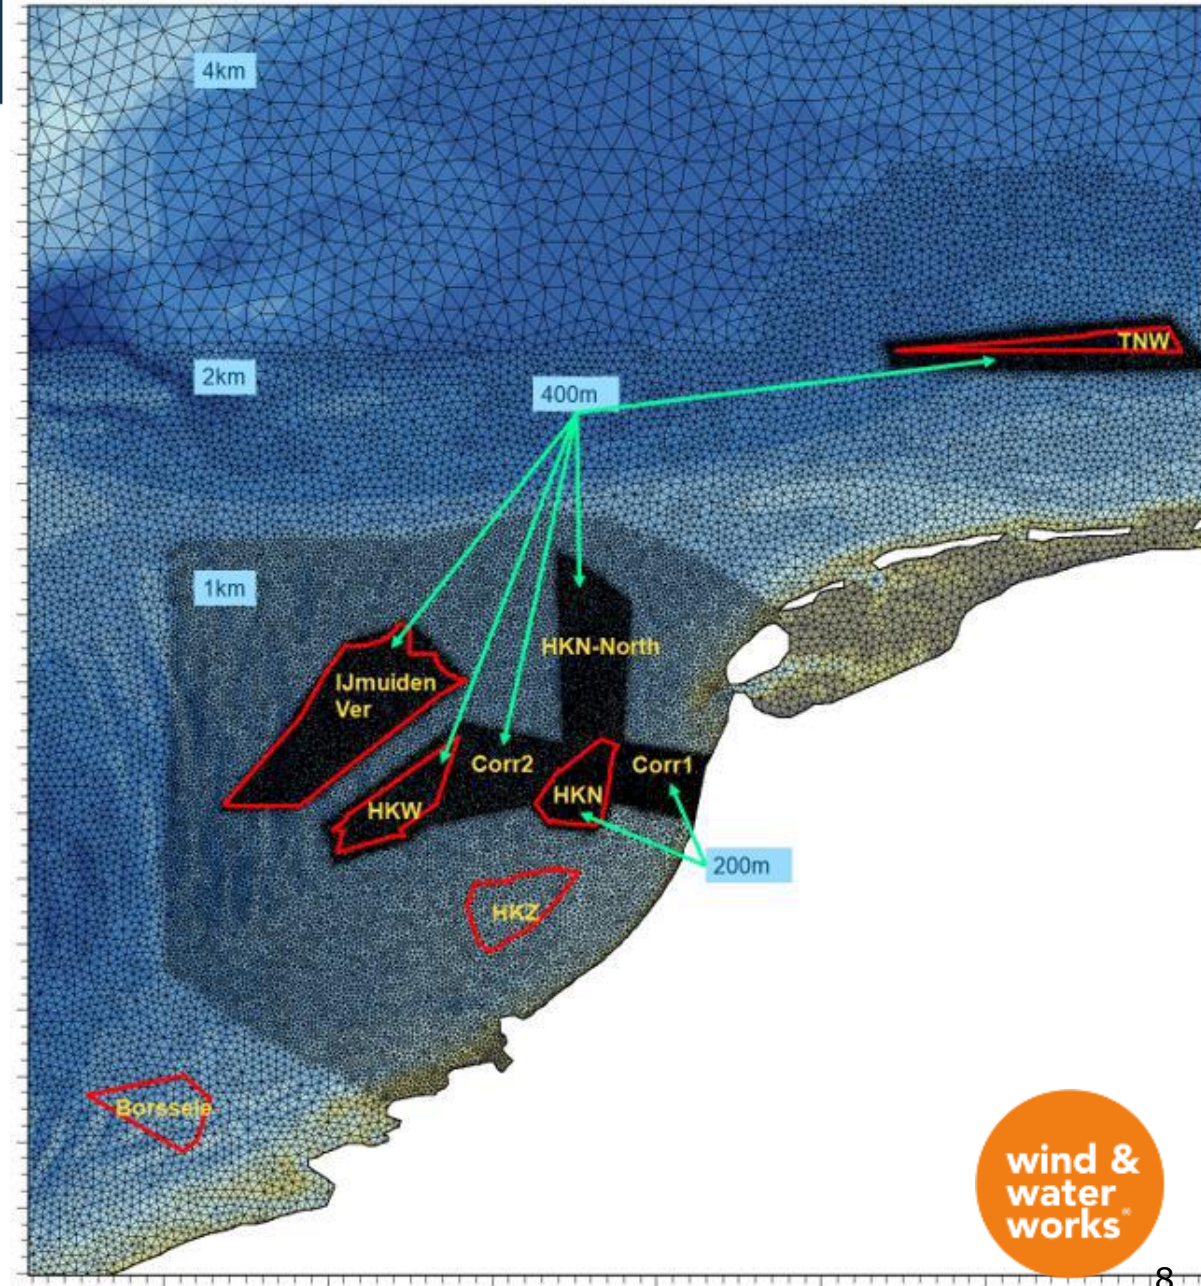 4km
TNW
2km
400m
1km
HKN-North
IJmuiden
Ver
Corr2
Corr1
HKN
HKW
200m
HKZ
Borssele
wind &
water
works®
8